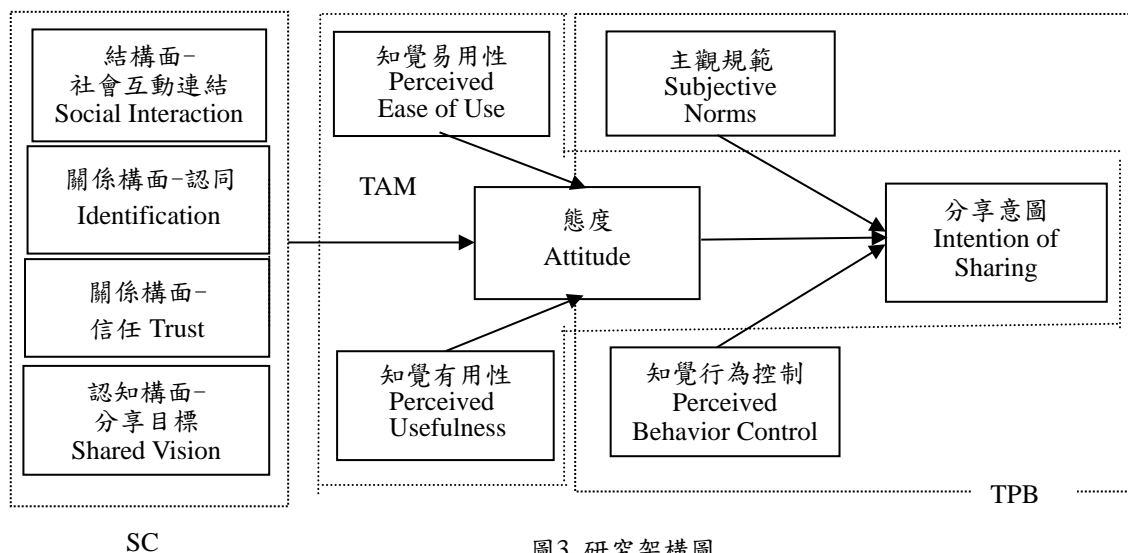 結構面-
社會互動連結
Social Interaction
關係構面-認同
Identification
關係構面-
信任 Trust
認知構面-
分享目標
Shared Vision
SC
知覺易用性
Perceived
Ease of Use
TAM
態度
Attitude
知覺有用性
Perceived
Usefulness
主觀規範
Subjective
Norms
分享意圖
Intention of
Sharing
知覺行為控制
Perceived
Behavior Control
TPB
圖3 研究架構圖